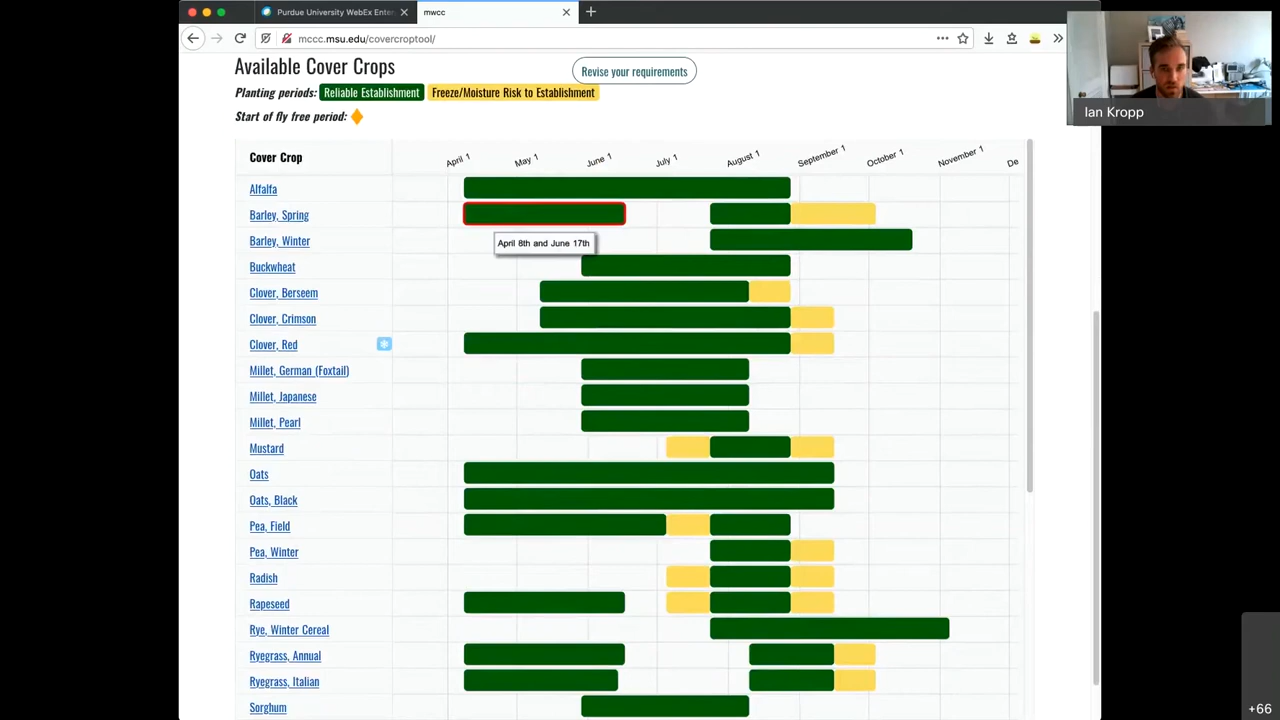 Purdue University WebEx Enter
mwcc
mccc.msu.edu/covercroptool/
Ian Kropp
Available Cover Crops
Revise your requirements
Planting periods: Reliable Establishment Freeze/Moisture Risk to Establishment
Start of fly free period:
Cover Crop
April 1 May 1 June 1 July 1 August 1 September 1 October 1 November 1 De
Alfalfa
Barley, Spring
Barley, Winter
April 8th and June 17th
Buckwheat
Clover, Berseem
Clover, Crimson
Clover, Red
Millet, German (Foxtail)
Millet, Japanese
Millet, Pearl
Mustard
Oats
Oats, Black
Pea, Field
Pea, Winter
Radish
Rapeseed
Rye, Winter Cereal
Ryegrass, Annual
Ryegrass, Italian
Sorghum
+66